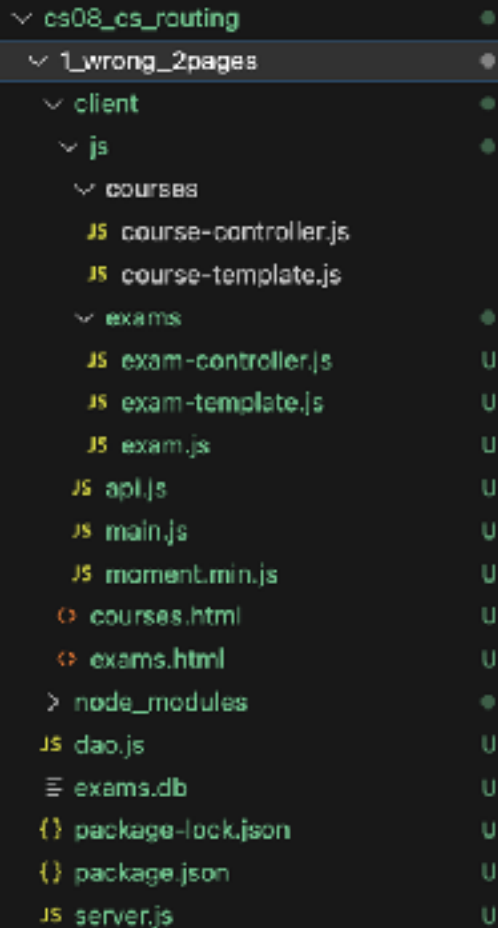 cs08_cs_routing
1_wrong_2pages
client
js
courses
JS course-controller.js
JS course-template.js
exams
JS exam-controller.js U
JS exam-template.js U
JS exam.js U
JS api.js U
JS main.js U
JS moment.min.js U
<> courses.html U
<> exams.html U
node_modules
JS dao.js U
exams.db U
{} package-lock.json U
{} package.json U
JS server.js U